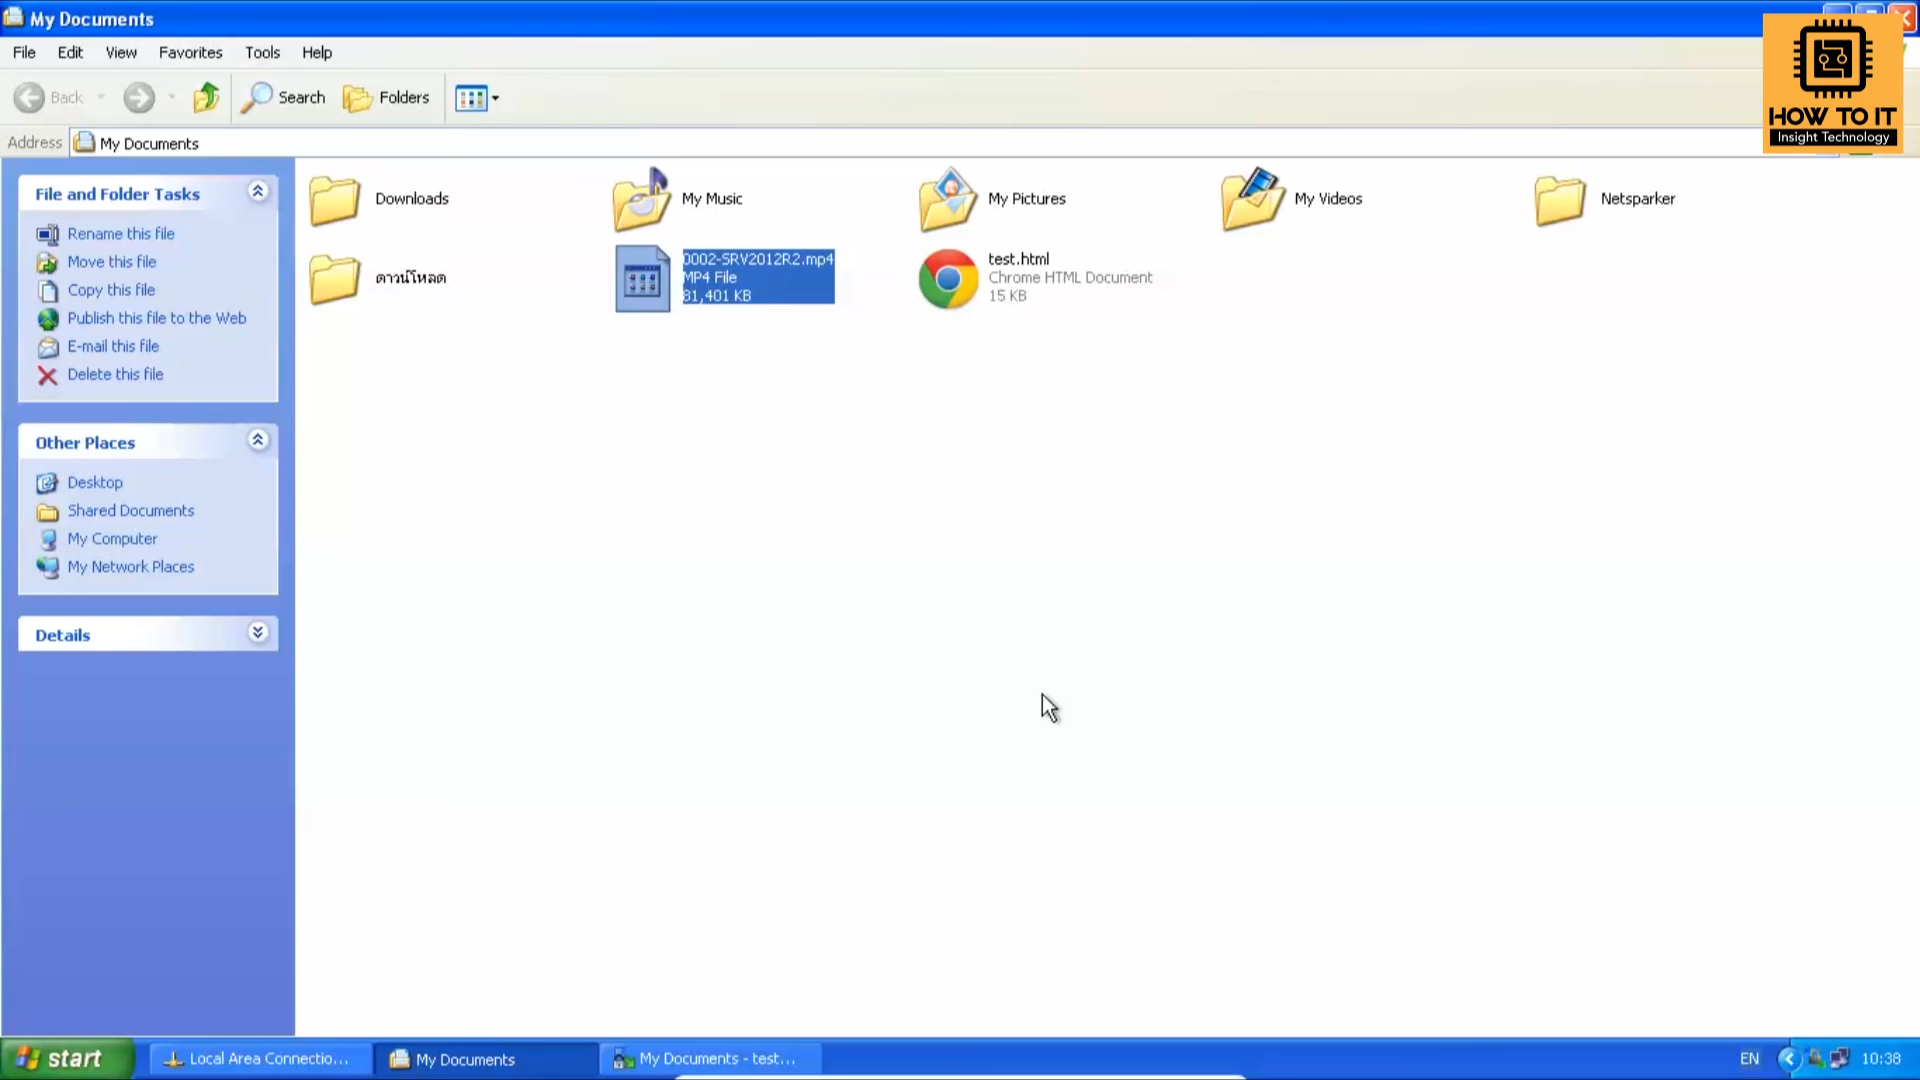 My Documents
File Edit View Favorites Tools Help
Back Search Folders
Address My Documents
HOW TO IT
Insight Technology
File and Folder Tasks
Rename this file
Move this file
Copy this file
Publish this file to the Web
E-mail this file
Delete this file
Other Places
Desktop
Shared Documents
My Computer
My Network Places
Details
Downloads
My Music
My Pictures
My Videos
Netsparker
ดาวน์โหลด
0002-SRV2012R2.mp4
MP4 File
81,401 KB
test.html
Chrome HTML Document
15 KB
start Local Area Connectio... My Documents My Documents - test... EN 10:38